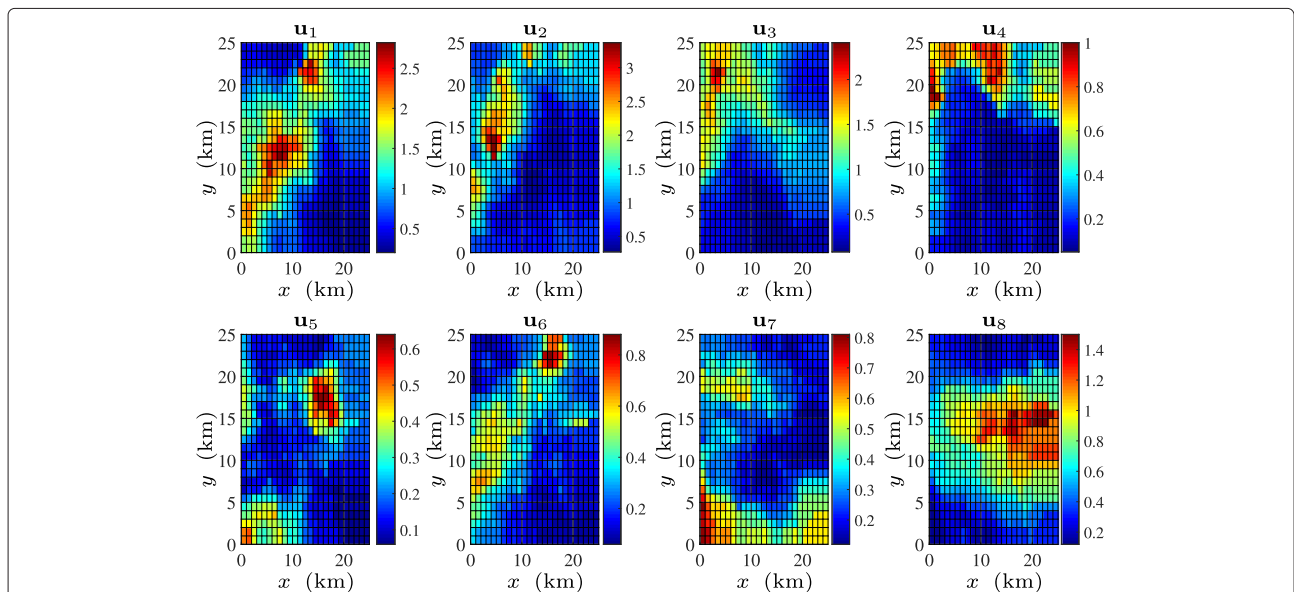 u₁ u₂ u₃ u₄
25 25 25 25
1
2.5 3 2
20 20 20 20
0.8
2 2.5
15 15 15 15
1.5
2 0.6
y (km) y (km) y (km) y (km)
1.5
10 10 10 10
1
1.5 0.4
1
5 5 5 5
1 0.5 0.2
0.5 0.5
0 0 0 0
0 10 20 0 10 20 0 10 20 0 10 20
x (km) x (km) x (km) x (km)
u₅ u₆ u₇ u₈
25 25 25 25
0.6 0.8 0.8 1.4
20 20 20 20
0.5 0.7 1.2
15 15 15 15
0.6 0.6 1
0.4
y (km) y (km) y (km) y (km)
0.5 0.8
10 10 10 10
0.3 0.4
0.4 0.6
5 5 5 5
0.2 0.3 0.4
0.2
0.1 0.2 0.2
0 0 0 0
0 10 20 0 10 20 0 10 20 0 10 20
x (km) x (km) x (km) x (km)